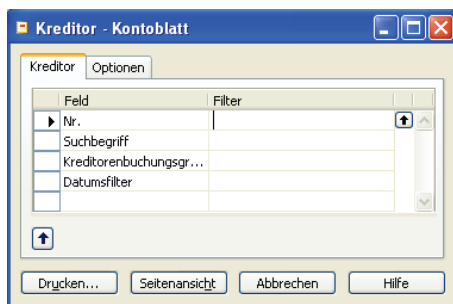 Kreditor - Kontoblatt
Kreditor Optionen
Feld Filter
Nr.
Suchbegriff
Kreditorenbuchungsgr...
Datumsfilter
Drucken... Seitenansicht Abbrechen Hilfe